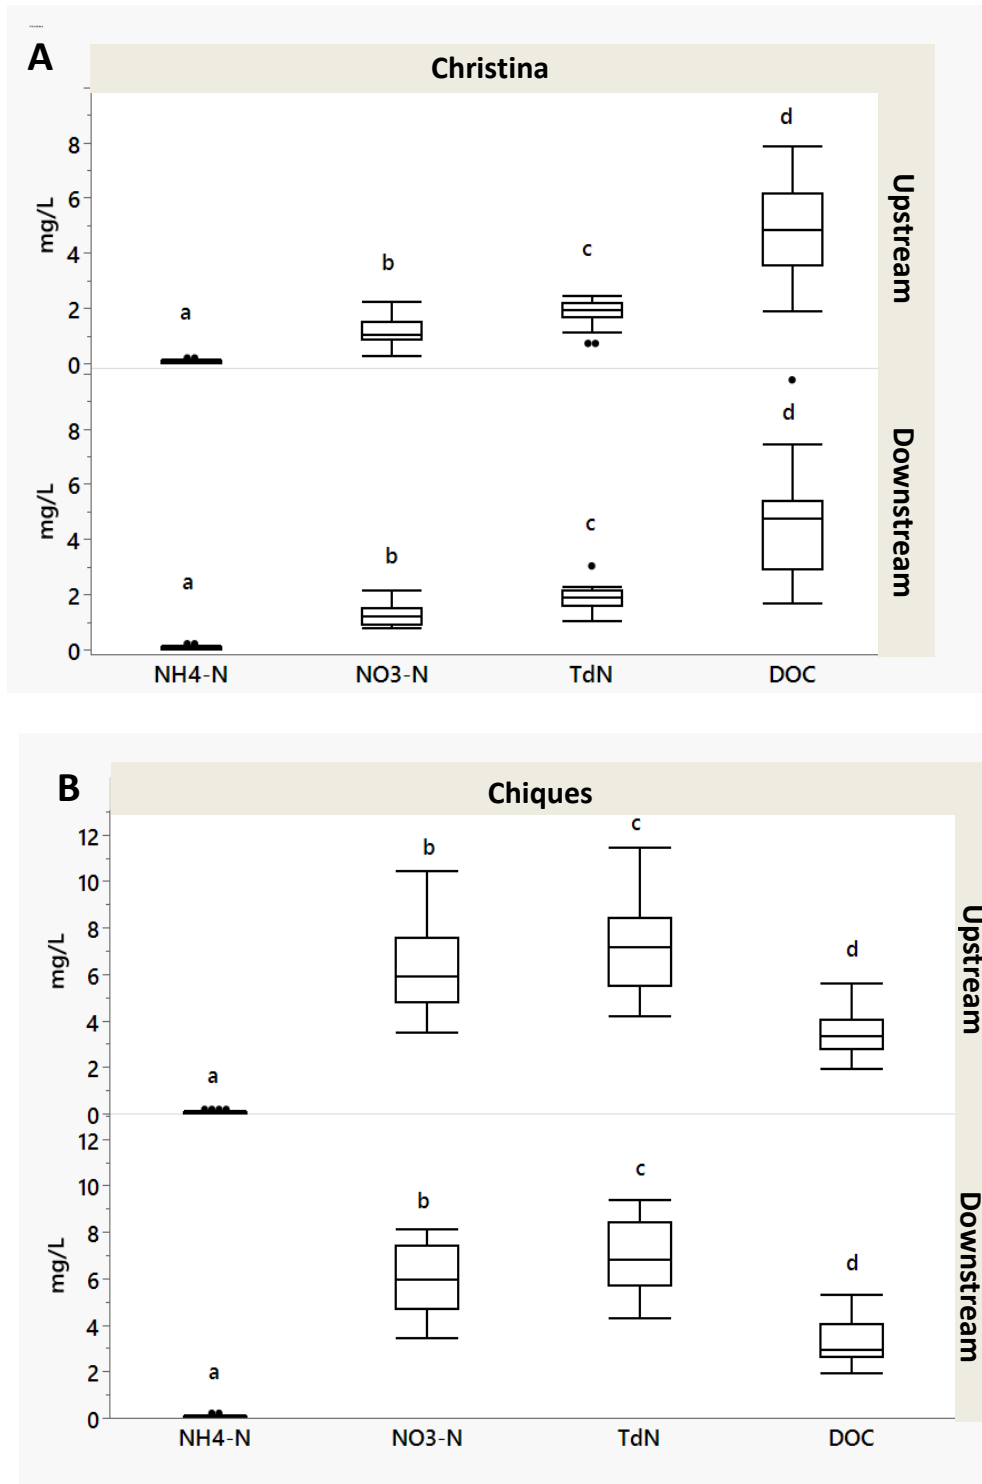 A
Christina
d
8
6
c
b
mg/L
4
2
a
0
Upstream
d
8
6
c
b
mg/L
4
a
2
0
Downstream
NH4-N NO3-N TdN DOC
B
Chiques
c
12
b
10
8
d
mg/L
6
4
2
a
0
Upstream
12
c
10
b
8
d
mg/L
6
4
2
a
0
Downstream
NH4-N NO3-N TdN DOC